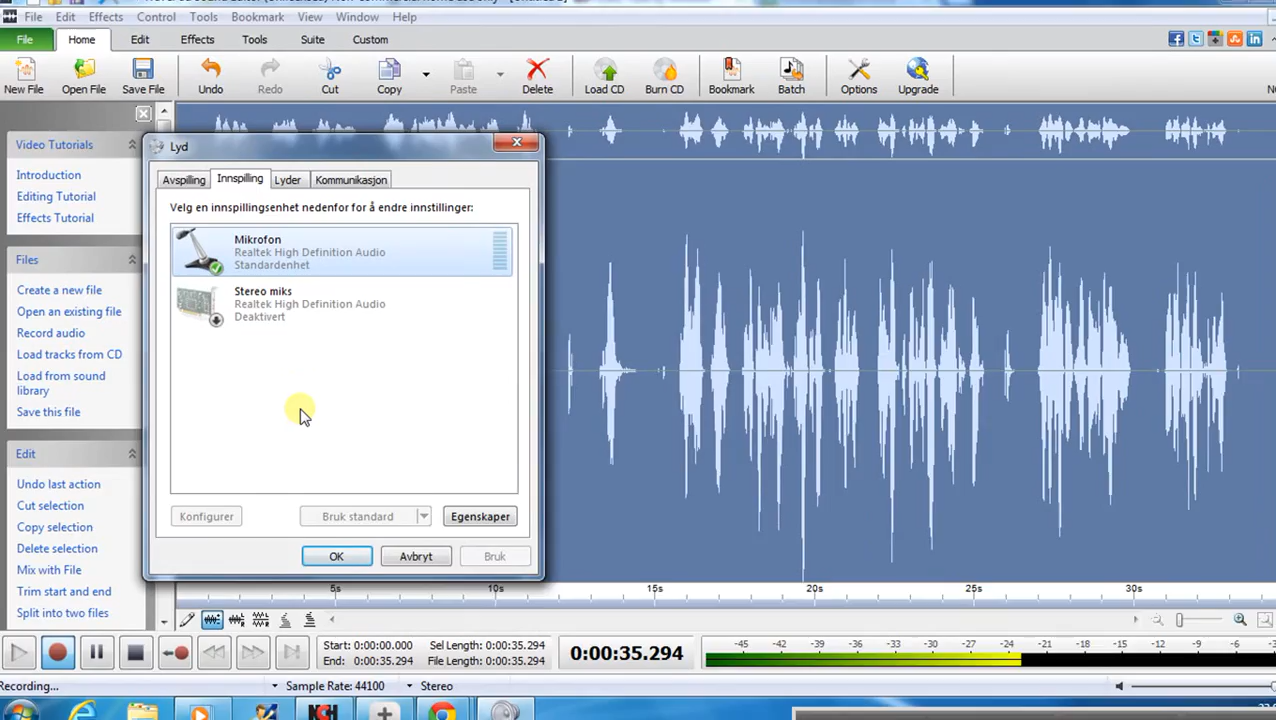 File Edit Effects Control Tools Bookmark View Window Help
File Home Edit Effects Tools Suite Custom
New File Open File Save File Undo Redo Cut Copy Paste Delete Load CD Burn CD Bookmark Batch Options Upgrade
Video Tutorials
Introduction
Editing Tutorial
Effects Tutorial
Files
Create a new file
Open an existing file
Record audio
Load tracks from CD
Load from sound
library
Save this file
Edit
Undo last action
Cut selection
Copy selection
Delete selection
Mix with File
Trim start and end
Split into two files
Lyd
Avspilling Innspilling Lyder Kommunikasjon
Velg en innspillingsenhet nedenfor for å endre innstillinger:
Mikrofon
Realtek High Definition Audio
Standardenhet
Stereo miks
Realtek High Definition Audio
Deaktivert
Konfigurer Bruk standard Egenskaper
OK Avbryt Bruk
5s 10s 15s 20s 25s 30s
Start: 0:00:00.000 Sel Length: 0:00:35.294
End: 0:00:35.294 File Length: 0:00:35.294
0:00:35.294
-45 -42 -39 -36 -33 -30 -27 -24 -21 -18 -15 -12 -9 -6 -3
Recording... Sample Rate: 44100 Stereo
NCH